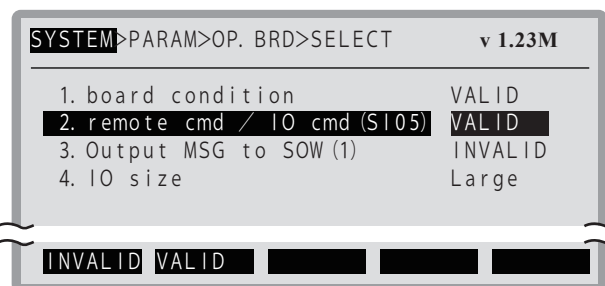 SYSTEM>PARAM>OP. BRD>SELECT v 1.23M
1. board condition VALID
2. remote cmd / IO cmd(SI05) VALID
3. Output MSG to SOW(1) INVALID
4. IO size Large
INVALID VALID